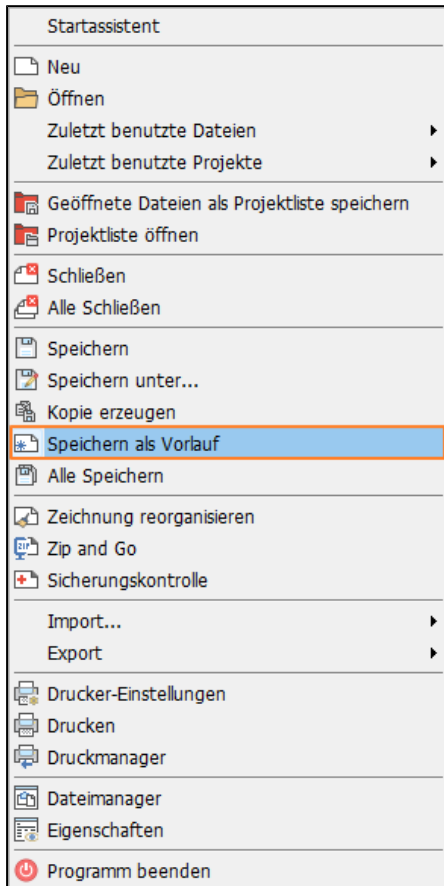 Startassistent
Neu
Öffnen
Zuletzt benutzte Dateien
Zuletzt benutzte Projekte
Geöffnete Dateien als Projektliste speichern
Projektliste öffnen
Schließen
Alle Schließen
Speichern
Speichern unter...
Kopie erzeugen
Speichern als Vorlauf
Alle Speichern
Zeichnung reorganisieren
Zip and Go
Sicherungskontrolle
Import...
Export
Drucker-Einstellungen
Drucken
Druckmanager
Dateimanager
Eigenschaften
Programm beenden